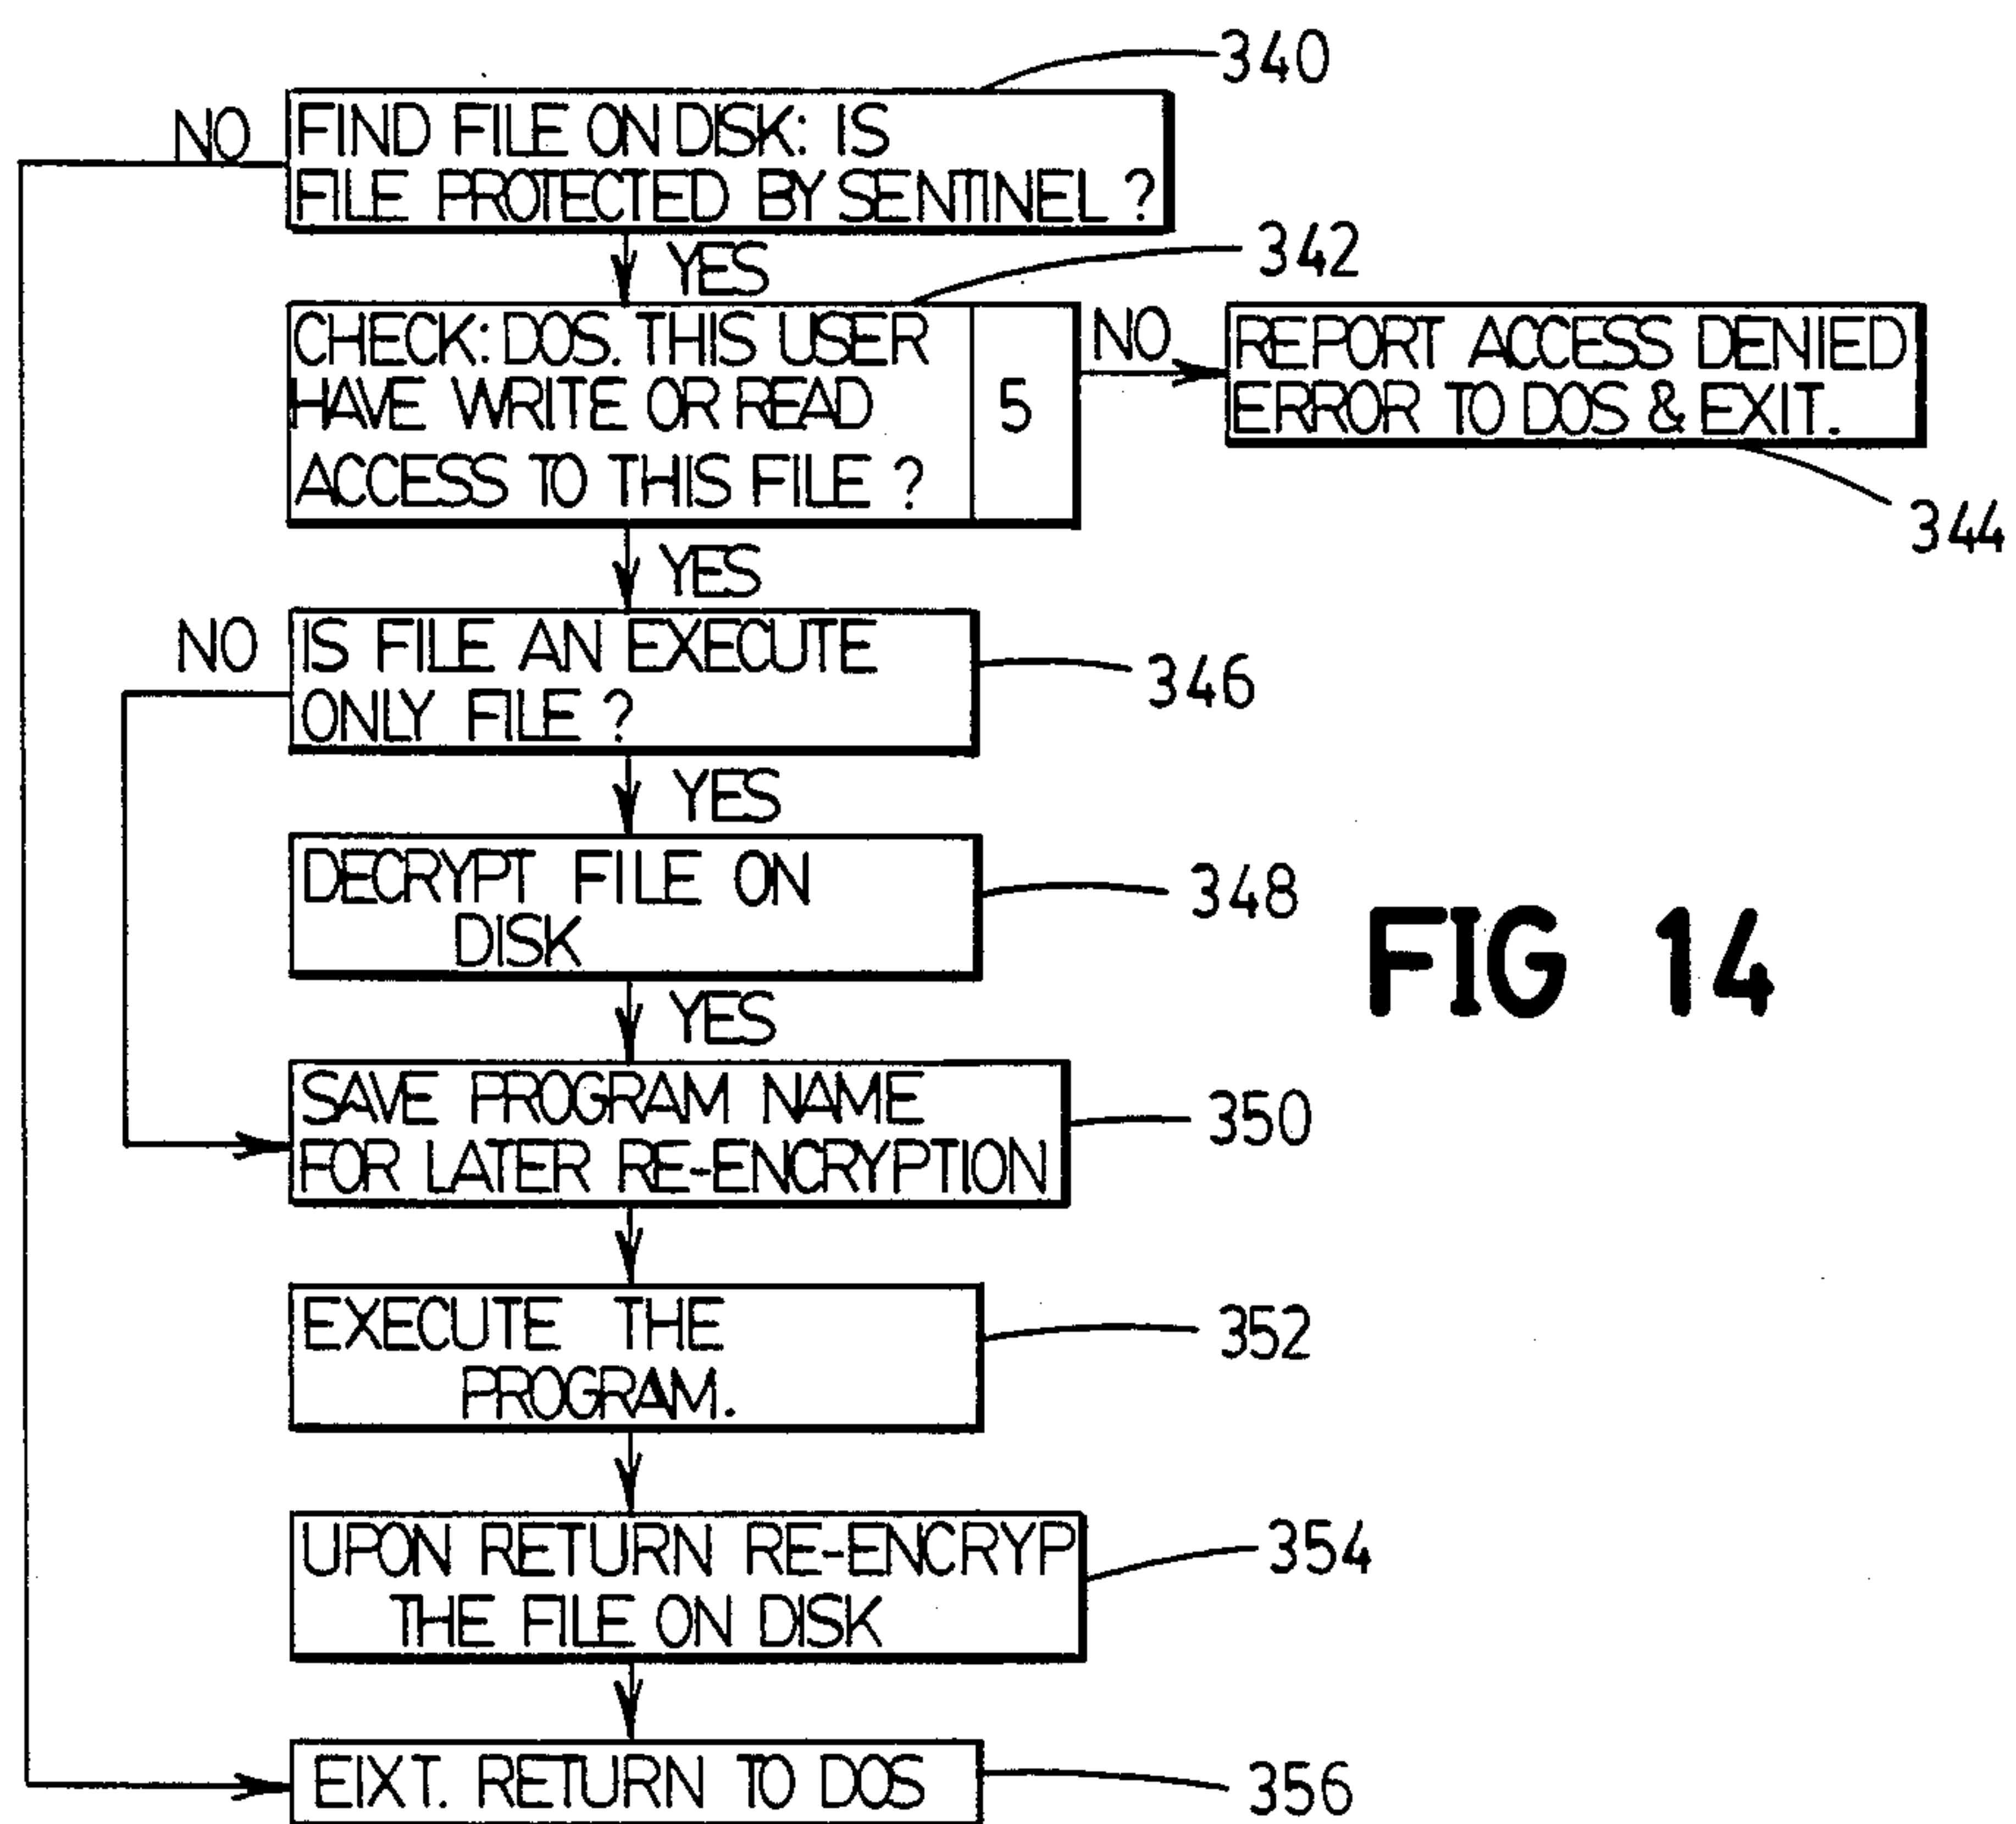 340
NO
FIND FILE ON DISK: IS
FILE PROTECTED BY SENTINEL ?
YES
342
CHECK: DOS. THIS USER
HAVE WRITE OR READ
ACCESS TO THIS FILE ?
5
NO
REPORT ACCESS DENIED
ERROR TO DOS & EXIT.
344
YES
NO
IS FILE AN EXECUTE
ONLY FILE ?
346
YES
DECRYPT FILE ON
DISK
348
FIG 14
YES
SAVE PROGRAM NAME
FOR LATER RE-ENCRYPTION
350
EXECUTE THE
PROGRAM.
352
UPON RETURN RE-ENCRYP
THE FILE ON DISK
354
EIXT. RETURN TO DOS
356